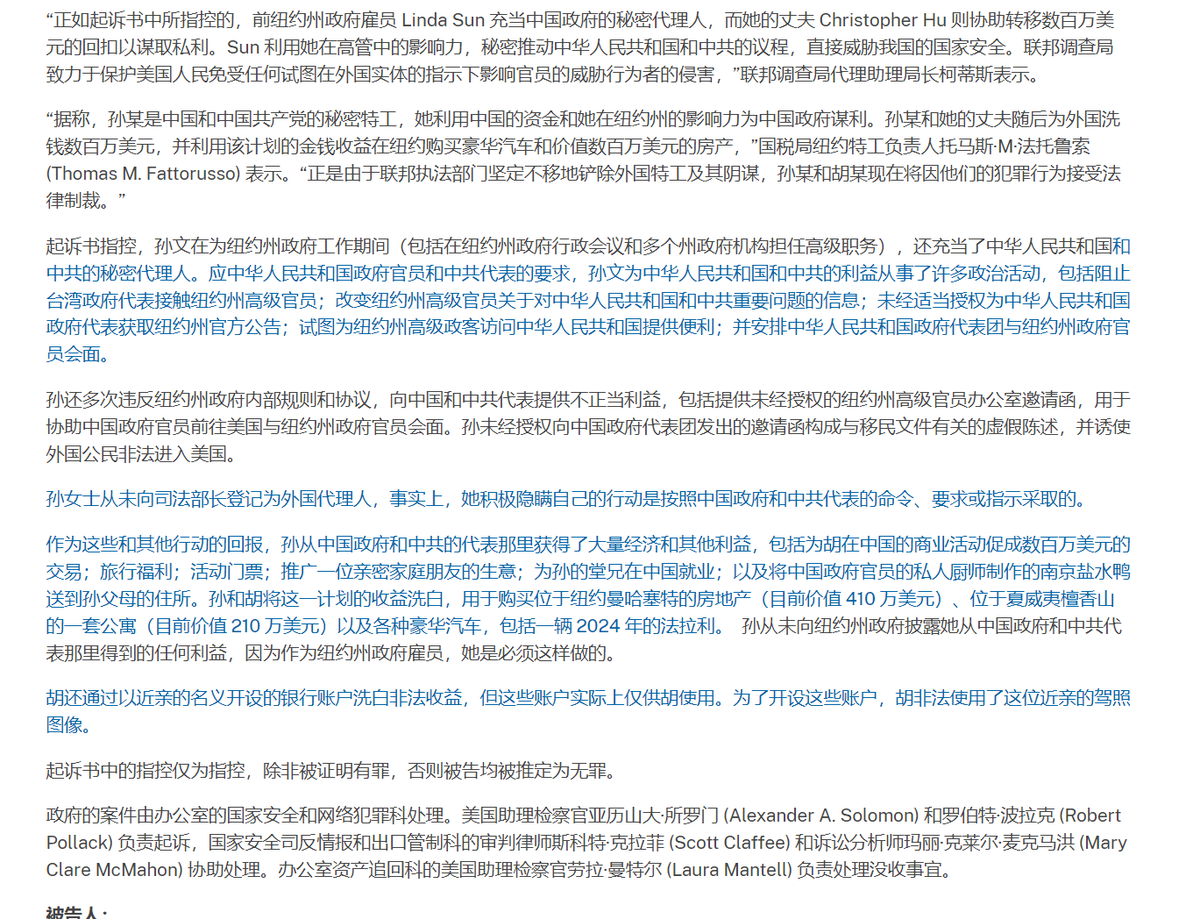 “正如起诉书中所指控的，前纽约州政府雇员 Linda Sun 充当中国政府的秘密代理人，而她的丈夫 Christopher Hu 则协助转移数百万美
元的回扣以谋取私利。Sun 利用她在高管中的影响力，秘密推动中华人民共和国和中共的议程，直接威胁我国的国家安全。联邦调查局
致力于保护美国人民免受任何试图在外国实体的指示下影响官员的威胁行为者的侵害，”联邦调查局代理助理局长柯蒂斯表示。
“据称，孙某是中国和中国共产党的秘密特工，她利用中国的资金和她在纽约州的影响力为中国政府谋利。孙某和她的丈夫随后为外国洗
钱数百万美元，并利用该计划的金钱收益在纽约购买豪华汽车和价值数百万美元的房产，”国税局纽约特工负责人托马斯·M·法托鲁索
(Thomas M. Fattorusso) 表示。“正是由于联邦执法部门坚定不移地铲除外国特工及其阴谋，孙某和胡某现在将因他们的犯罪行为接受法
律制裁。”
起诉书指控，孙文在为纽约州政府工作期间（包括在纽约州政府行政会议和多个州政府机构担任高级职务），还充当了中华人民共和国和
中共的秘密代理人。应中华人民共和国政府官员和中共代表的要求，孙文为中华人民共和国和中共的利益从事了许多政治活动，包括阻止
台湾政府代表接触纽约州高级官员；改变纽约州高级官员关于对中华人民共和国和中共重要问题的信息；未经适当授权为中华人民共和国
政府代表获取纽约州官方公告；试图为纽约州高级政客访问中华人民共和国提供便利；并安排中华人民共和国政府代表团与纽约州政府官
员会面。
孙还多次违反纽约州政府内部规则和协议，向中国和中共代表提供不正当利益，包括提供未经授权的纽约州高级官员办公室邀请函，用于
协助中国政府官员前往美国与纽约州政府官员会面。孙未经授权向中国政府代表团发出的邀请函构成与移民文件有关的虚假陈述，并诱使
外国公民非法进入美国。
孙女士从未向司法部长登记为外国代理人，事实上，她积极隐瞒自己的行动是按照中国政府和中共代表的命令、要求或指示采取的。
作为这些和其他行动的回报，孙从中国政府和中共的代表那里获得了大量经济和其他利益，包括为胡在中国的商业活动促成数百万美元的
交易；旅行福利；活动门票；推广一位亲密家庭朋友的生意；为孙的堂兄在中国就业；以及将中国政府官员的私人厨师制作的南京盐水鸭
送到孙父母的住所。孙和胡将这一计划的收益洗白，用于购买位于纽约曼哈塞特的房地产（目前价值 410 万美元）、位于夏威夷檀香山
的一套公寓（目前价值 210 万美元）以及各种豪华汽车，包括一辆 2024 年的法拉利。 孙从未向纽约州政府披露她从中国政府和中共代
表那里得到的任何利益，因为作为纽约州政府雇员，她是必须这样做的。
胡还通过以近亲的名义开设的银行账户洗白非法收益，但这些账户实际上仅供胡使用。为了开设这些账户，胡非法使用了这位近亲的驾照
图像。
起诉书中的指控仅为指控，除非被证明有罪，否则被告均被推定为无罪。
政府的案件由办公室的国家安全和网络犯罪科处理。美国助理检察官亚历山大·所罗门 (Alexander A. Solomon) 和罗伯特·波拉克 (Robert
Pollack) 负责起诉，国家安全司反情报和出口管制科的审判律师斯科特·克拉菲 (Scott Claffee) 和诉讼分析师玛丽·克莱尔·麦克马洪 (Mary
Clare McMahon) 协助处理。办公室资产追回科的美国助理检察官劳拉·曼特尔 (Laura Mantell) 负责处理没收事宜。
被告人：